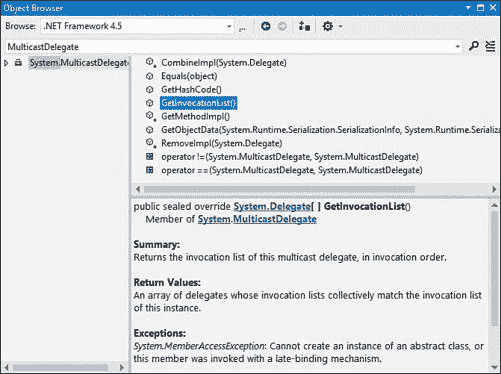 Object Browser
Browse: .NET Framework 4.5 ...
MulticastDelegate
System.MulticastDelegate
CombineImpl(System.Delegate)
Equals(object)
GetHashCode()
GetInvocationList()
GetMethodImpl()
GetObjectData(System.Runtime.Serialization.SerializationInfo, System.Runtime.Serializa
RemoveImpl(System.Delegate)
operator !=(System.MulticastDelegate, System.MulticastDelegate)
operator ==(System.MulticastDelegate, System.MulticastDelegate)
public sealed override System.Delegate[ ] GetInvocationList()
Member of System.MulticastDelegate
Summary:
Returns the invocation list of this multicast delegate, in invocation order.
Return Values:
An array of delegates whose invocation lists collectively match the invocation list
of this instance.
Exceptions:
System.MemberAccessException: Cannot create an instance of an abstract class, or
this member was invoked with a late-binding mechanism.